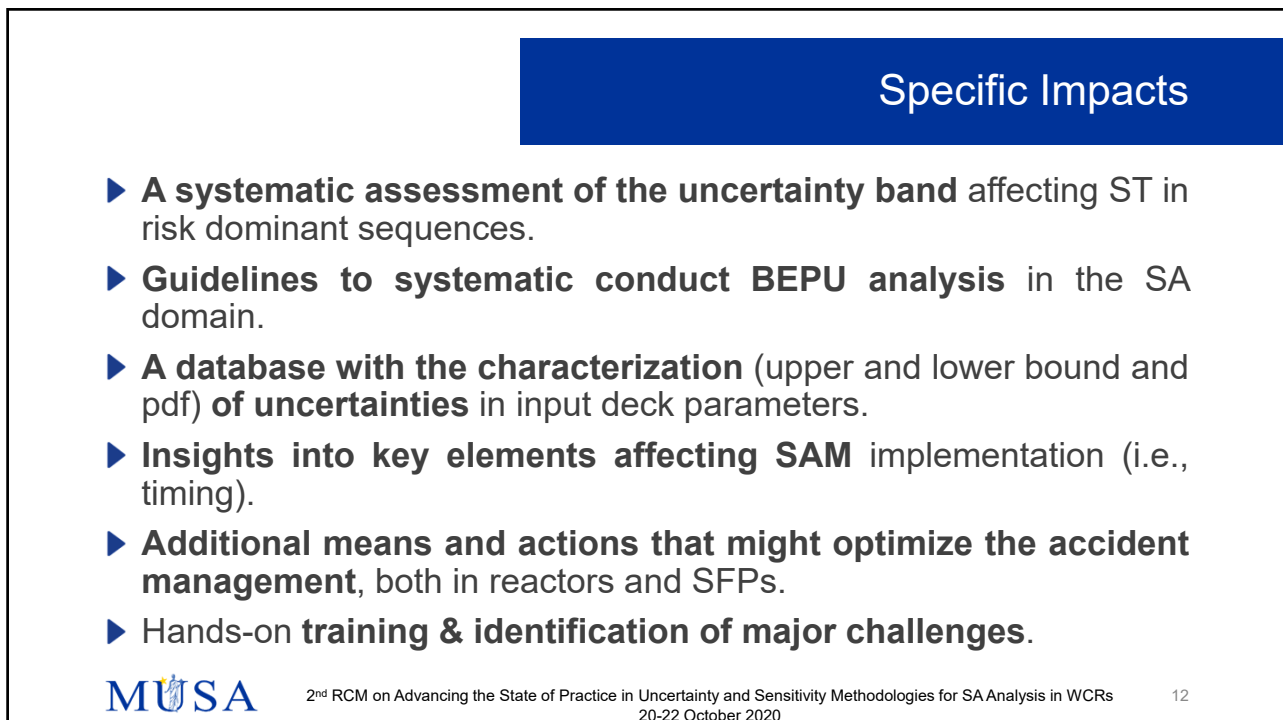 Specific Impacts
A systematic assessment of the uncertainty band affecting ST in
risk dominant sequences.
Guidelines to systematic conduct BEPU analysis in the SA
domain.
A database with the characterization (upper and lower bound and
pdf) of uncertainties in input deck parameters.
Insights into key elements affecting SAM implementation (i.e.,
timing).
Additional means and actions that might optimize the accident
management, both in reactors and SFPs.
Hands-on training & identification of major challenges.
MUSA
2nd RCM on Advancing the State of Practice in Uncertainty and Sensitivity Methodologies for SA Analysis in WCRs
20-22 October 2020
12